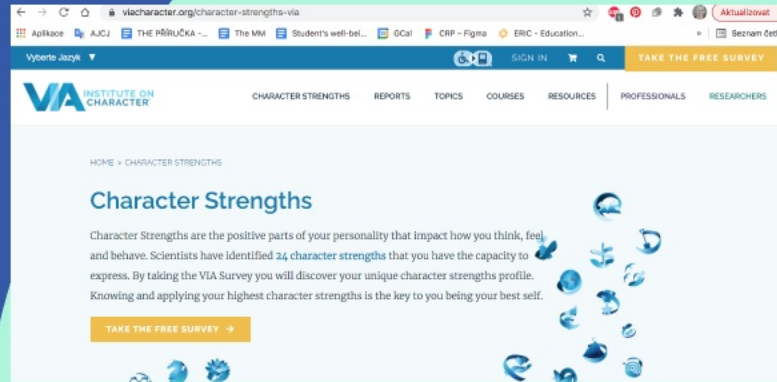 viacharacter.org/character-strengths-via
Aktualizovat
Aplikace AJCJ THE PŘÍRUČKA -... The MM Student's well-bei... GCal CRP – Figma ERIC - Education... » Seznam četb
Vyberte Jazyk ▼ SIGN IN TAKE THE FREE SURVEY
VIA INSTITUTE ON CHARACTER
CHARACTER STRENGTHS REPORTS TOPICS COURSES RESOURCES PROFESSIONALS RESEARCHERS
HOME > CHARACTER STRENGTHS
Character Strengths
Character Strengths are the positive parts of your personality that impact how you think, feel
and behave. Scientists have identified 24 character strengths that you have the capacity to
express. By taking the VIA Survey you will discover your unique character strengths profile.
Knowing and applying your highest character strengths is the key to you being your best self.
TAKE THE FREE SURVEY →